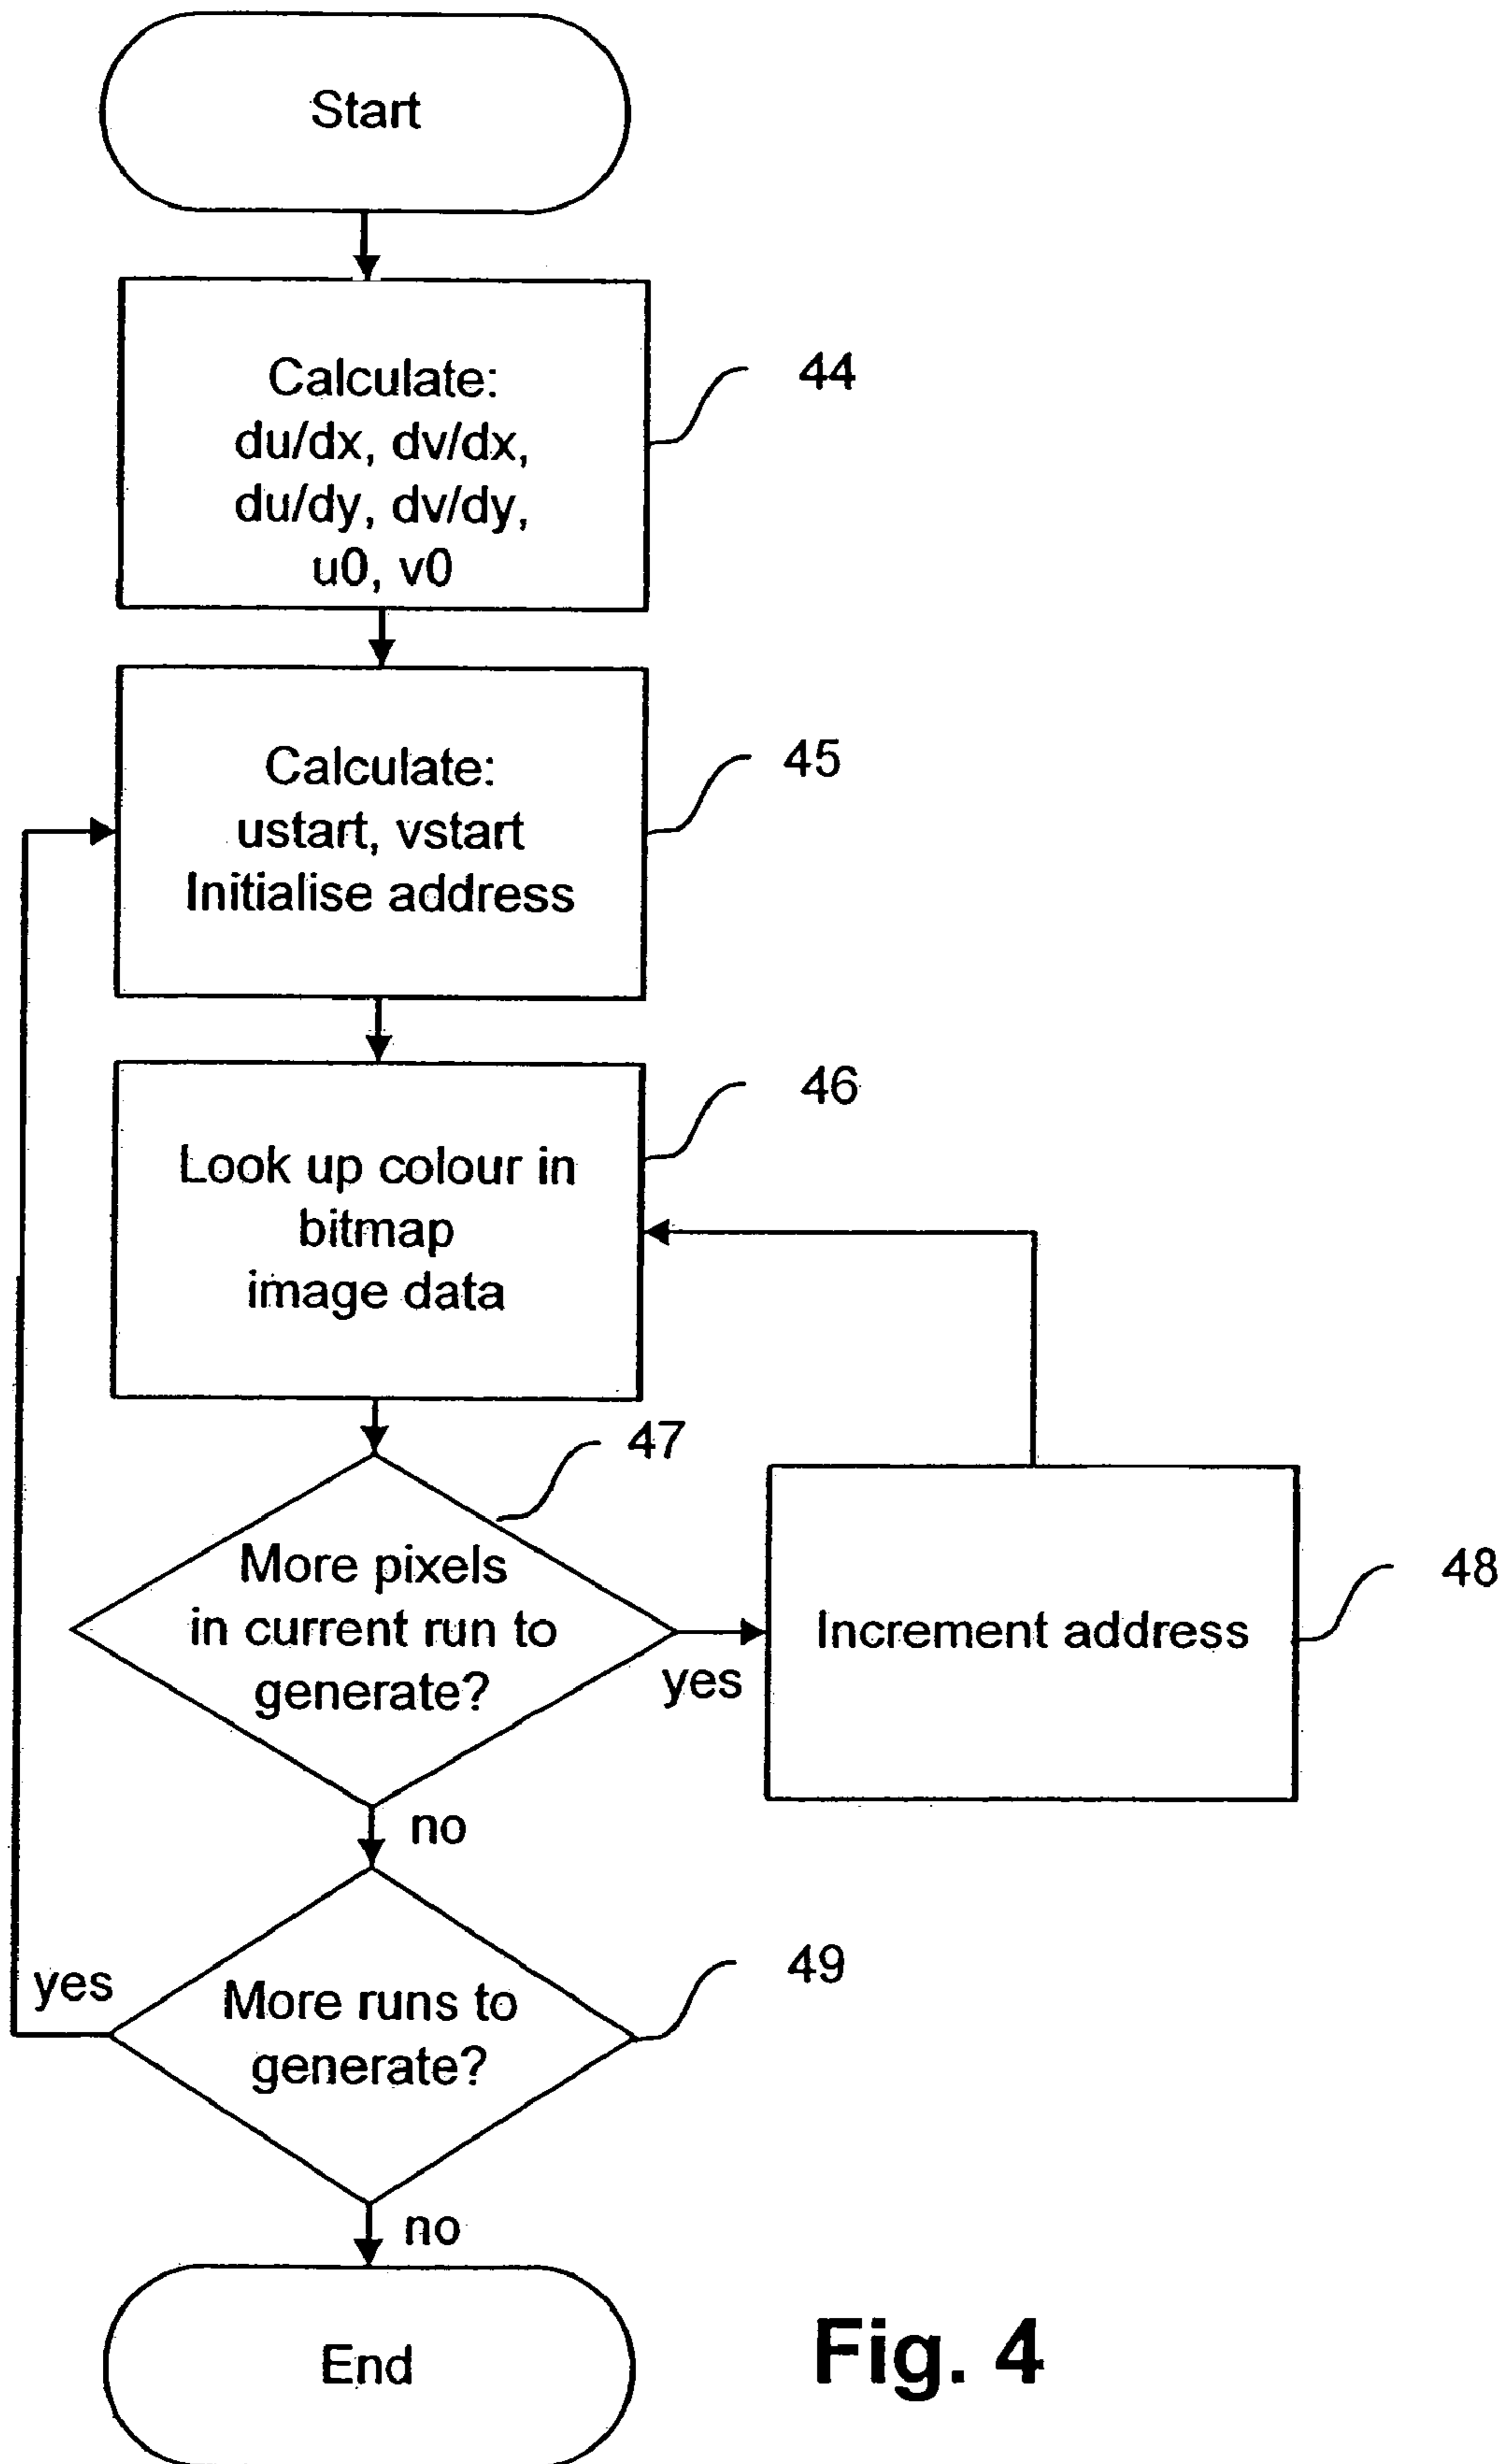 Start
Calculate:
du/dx, dv/dx,
du/dy, dv/dy,
u0, v0
44
Calculate:
ustart, vstart
Initialise address
45
Look up colour in
bitmap
image data
46
More pixels
in current run to
generate?
47
yes
Increment address
48
no
More runs to
generate?
49
yes
no
End
Fig. 4